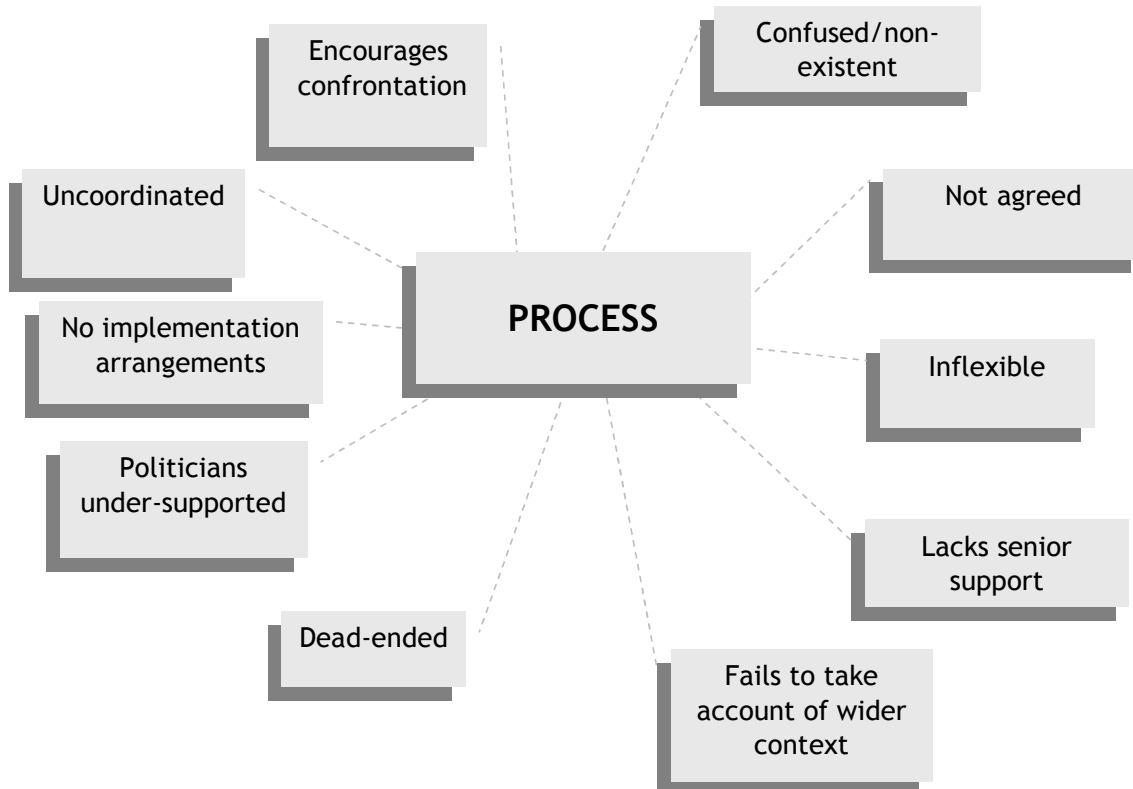 Encourages
confrontation
Confused/non-
existent
Uncoordinated
Not agreed
No implementation
arrangements
PROCESS
Inflexible
Politicians
under-supported
Lacks senior
support
Dead-ended
Fails to take
account of wider
context